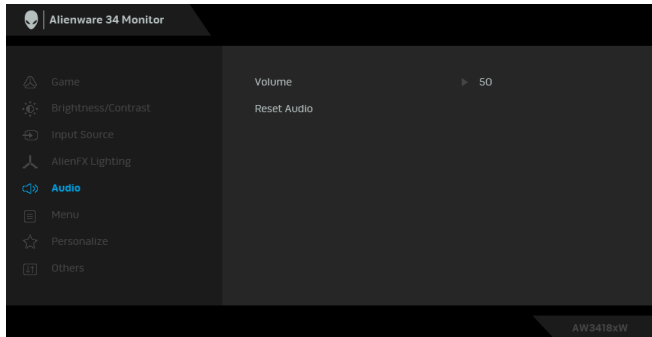 Alienware 34 Monitor
Game
Brightness/Contrast
Input Source
AlienFX Lighting
Audio
Menu
Personalize
Others
Volume 50
Reset Audio
AW3418xW